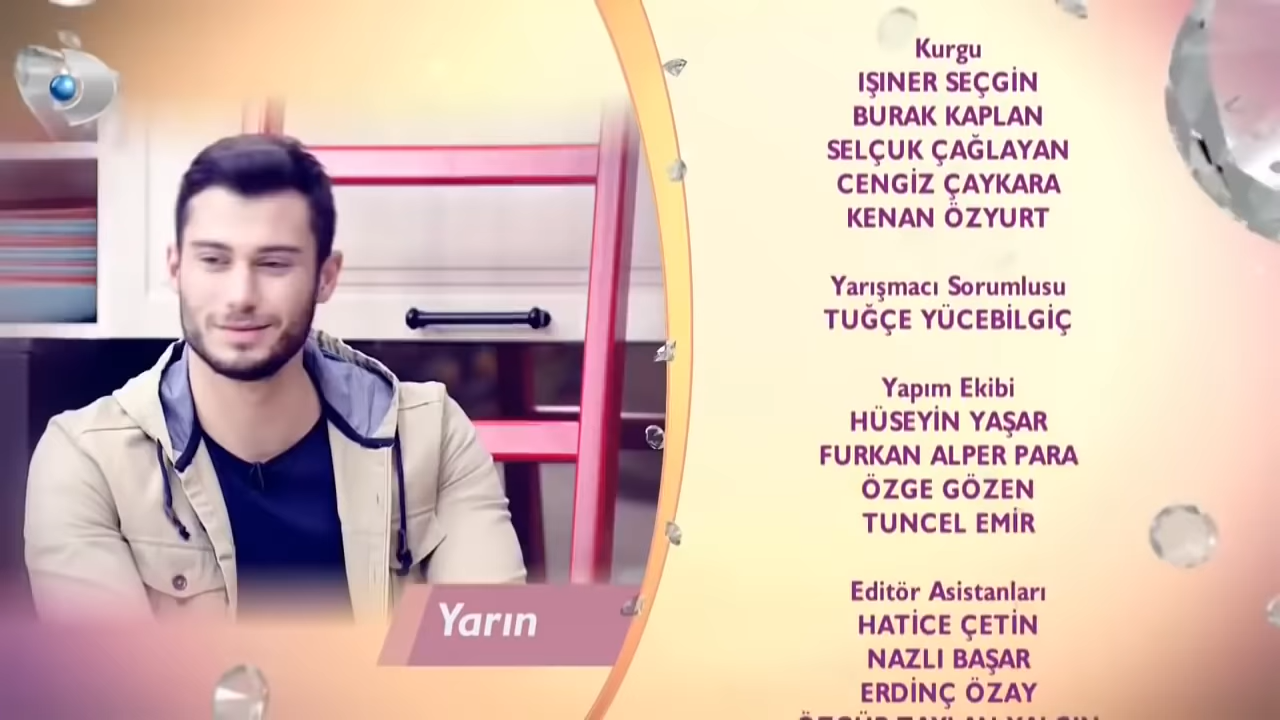 Kurgu
IŞINER SEÇGİN
BURAK KAPLAN
SELÇUK ÇAĞLAYAN
CENGİZ ÇAYKARA
KENAN ÖZYURT
Yarışmacı Sorumlusu
TUĞÇE YÜCEBİLGİÇ
Yapım Ekibi
HÜSEYİN YAŞAR
FURKAN ALPER PARA
ÖZGE GÖZEN
TUNCEL EMİR
Editör Asistanları
HATİCE ÇETİN
NAZLI BAŞAR
ERDİNÇ ÖZAY
Yarın